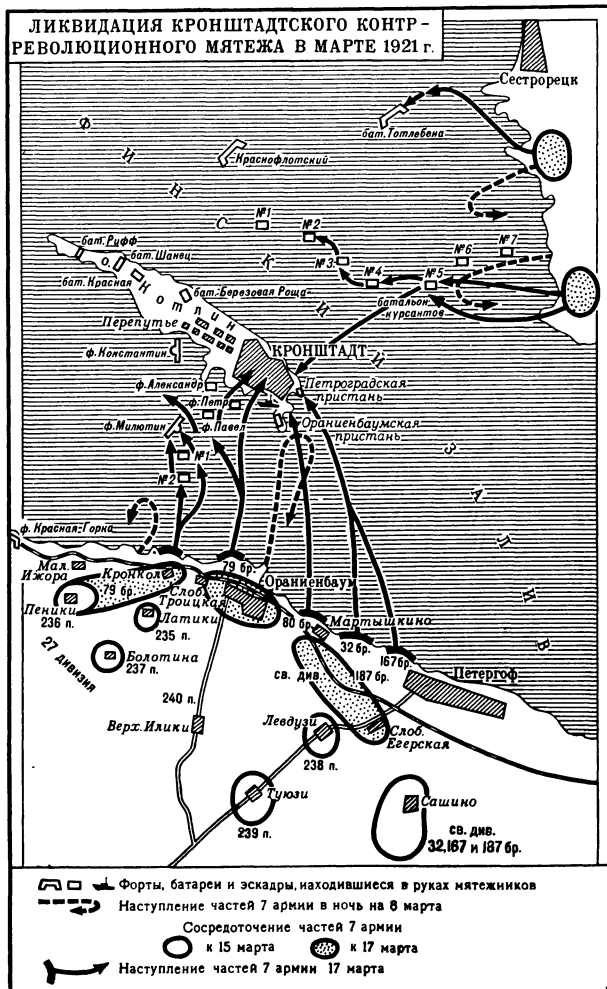 ЛИКВИДАЦИЯ КРОНШТАДТСКОГО КОНТР-
РЕВОЛЮЦИОННОГО МЯТЕЖА В МАРТЕ 1921 г.
Сестрорецк
бат. Тотлебена
Краснофлотский
ФИНСКИЙ ЗАЛИВ
№1
№2
№3
№4
№5
№6
№7
батальон
курсантов
бат. Рифф
бат. Шанец
бат. Красная
о. Котлин
бат. Березовая Роща
Перепутье
ф. Константин
КРОНШТАДТ
ф. Александр
ф. Петр
Петроградская
пристань
ф. Милютин
ф. Павел
Ораниенбаумская
пристань
№1
№2
ф. Красная-Горка
Мал.
Ижора
Кронкол
79 бр.
79 бр.
Слоб.
Троицкая
Ораниенбаум
Пеники
236 п.
Латики
235 п.
80 бр.
Мартышкино
32 бр.
167 бр.
27 дивизия
Болотина
237 п.
св. див.
187 бр.
Петергоф
240 п.
Верх. Илики
Левдузи
238 п.
Слоб.
Егерская
Туюзи
239 п.
Сашино
св. див.
32, 167 и 187 бр.
Форты, батареи и эскадры, находившиеся в руках мятежников
Наступление частей 7 армии в ночь на 8 марта
Сосредоточение частей 7 армии
к 15 марта
к 17 марта
Наступление частей 7 армии 17 марта